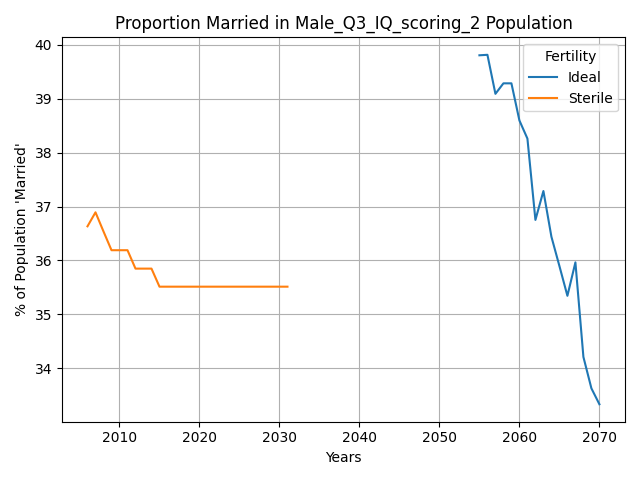 Proportion Married in Male_Q3_IQ_scoring_2 Population
% of Population 'Married'
40
39
38
37
36
35
34
Fertility
Ideal
Sterile
2010 2020 2030 2040 2050 2060 2070
Years